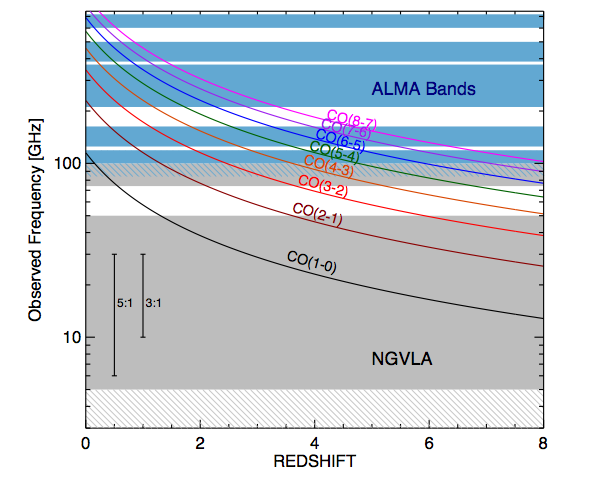 ALMA Bands
CO(8-7)
CO(7-6)
CO(6-5)
CO(5-4)
CO(4-3)
CO(3-2)
CO(2-1)
CO(1-0)
100
10
Observed Frequency [GHz]
5:1
3:1
NGVLA
0
2
4
6
8
REDSHIFT